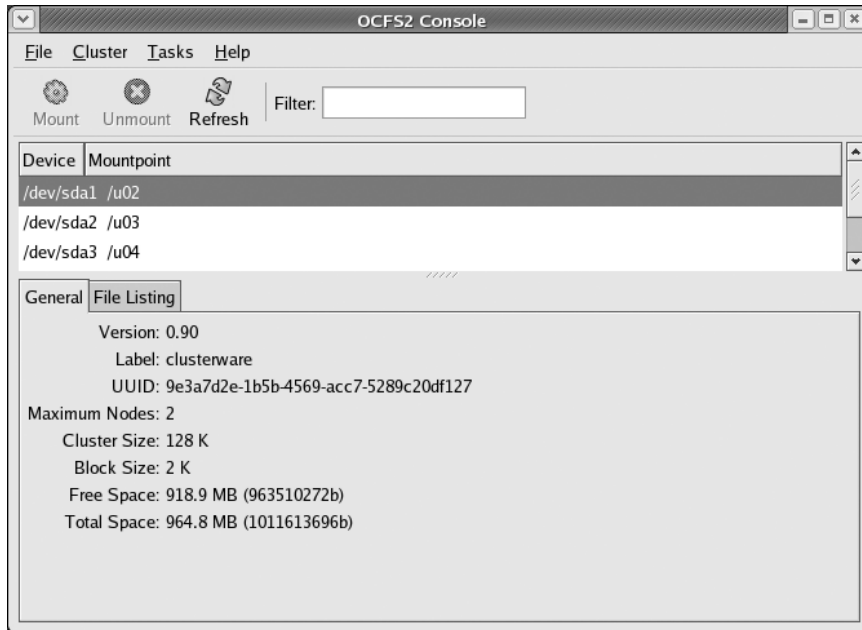 OCFS2 Console
File Cluster Tasks Help
Mount Unmount Refresh Filter:
Device Mountpoint
/dev/sda1 /u02
/dev/sda2 /u03
/dev/sda3 /u04
General File Listing
Version: 0.90
Label: clusterware
UUID: 9e3a7d2e-1b5b-4569-acc7-5289c20df127
Maximum Nodes: 2
Cluster Size: 128 K
Block Size: 2 K
Free Space: 918.9 MB (963510272b)
Total Space: 964.8 MB (1011613696b)